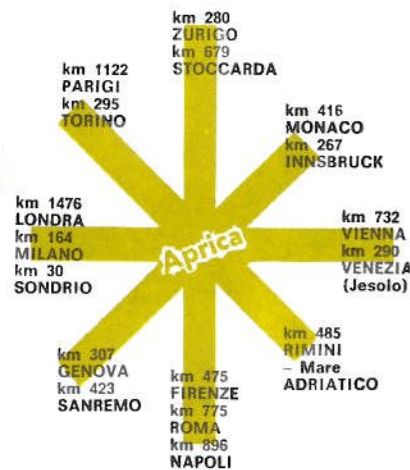 km 280
ZURIGO
km 679
STOCCARDA
km 1122
PARIGI
km 295
TORINO
km 416
MONACO
km 267
INNSBRUCK
km 1476
LONDRA
km 164
MILANO
km 30
SONDRIO
Aprica
km 732
VIENNA
km 290
VENEZIA
(Jesolo)
km 307
GENOVA
km 423
SANREMO
km 475
FIRENZE
km 775
ROMA
km 896
NAPOLI
km 485
RIMINI
– Mare
ADRIATICO